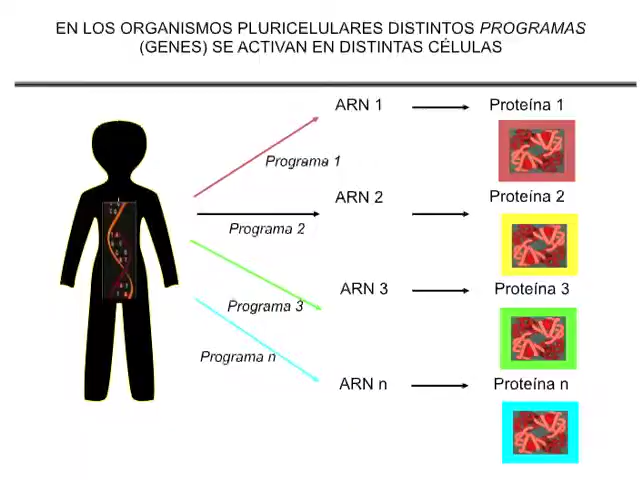 EN LOS ORGANISMOS PLURICELULARES DISTINTOS PROGRAMAS
(GENES) SE ACTIVAN EN DISTINTAS CÉLULAS
ARN 1
Proteína 1
Programa 1
ARN 2
Proteína 2
Programa 2
ARN 3
Proteína 3
Programa 3
Programa n
ARN n
Proteína n